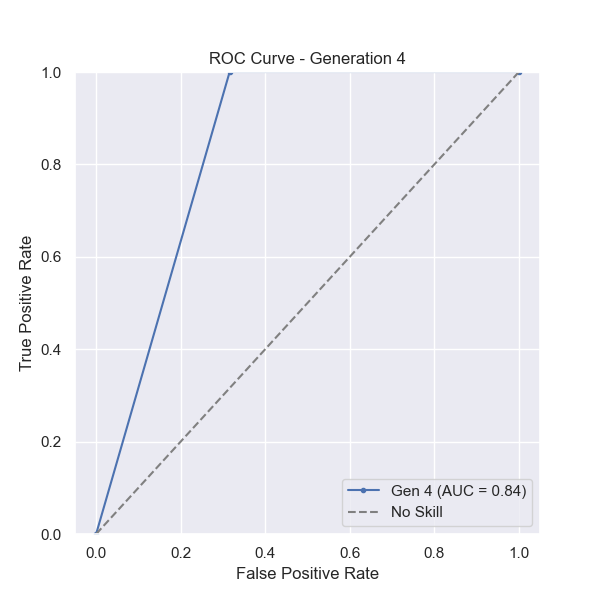 ROC Curve - Generation 4
1.0
0.8
0.6
0.4
0.2
0.0
True Positive Rate
Gen 4 (AUC = 0.84)
No Skill
0.0 0.2 0.4 0.6 0.8 1.0
False Positive Rate